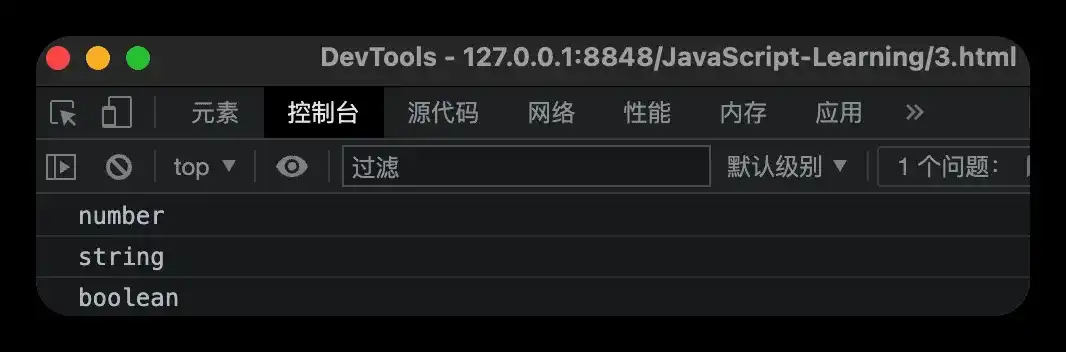 DevTools - 127.0.0.1:8848/JavaScript-Learning/3.html
元素 控制台 源代码 网络 性能 内存 应用 »
top ▼ 过滤 默认级别 ▼ 1 个问题：
number
string
boolean